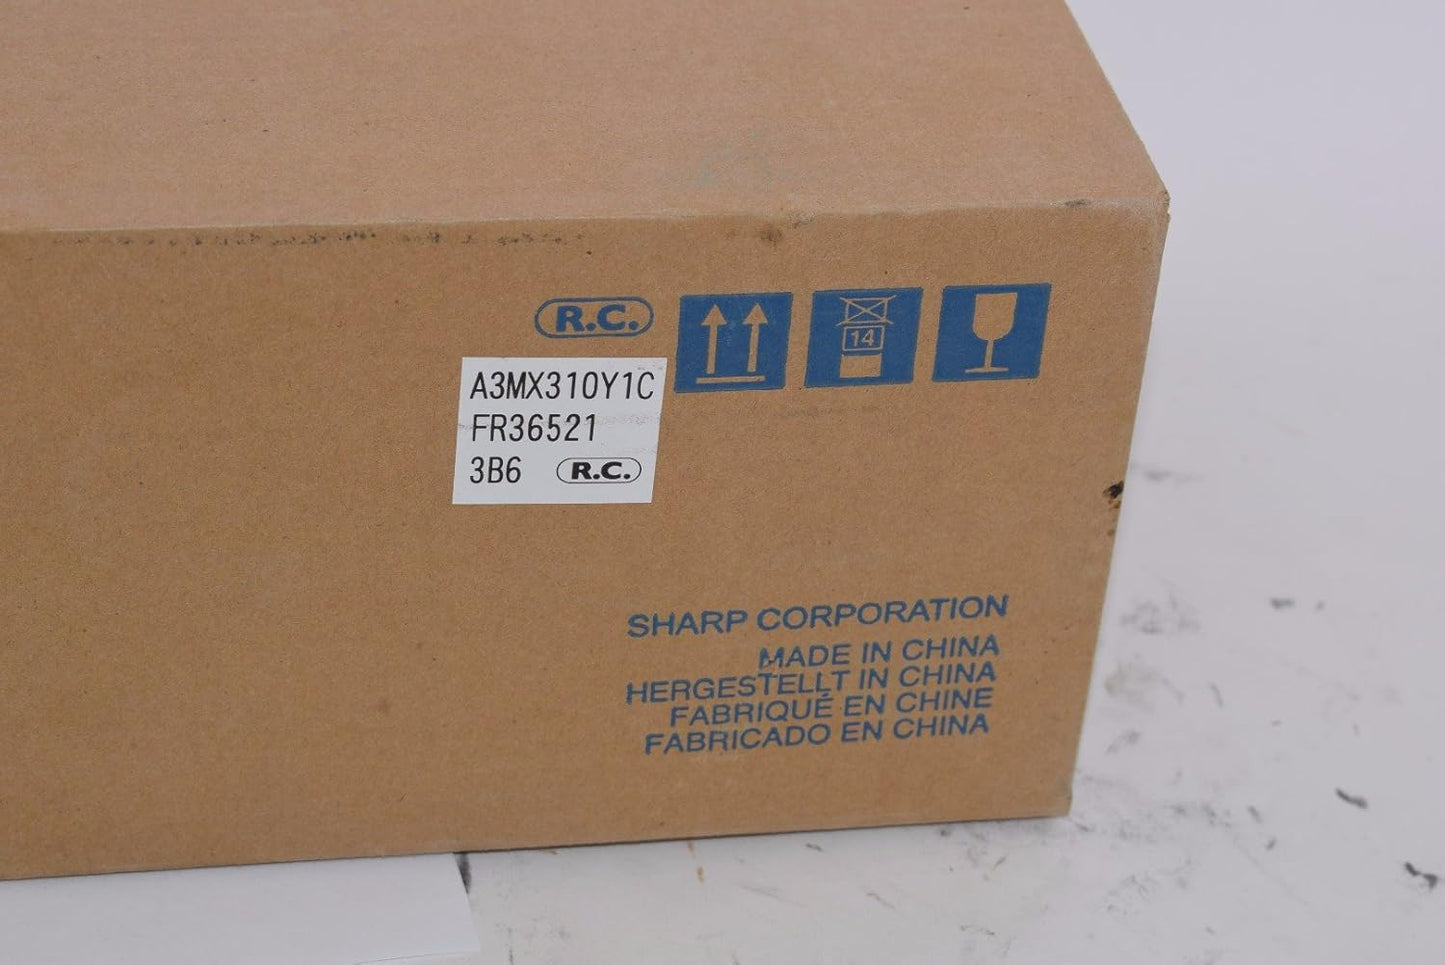 R.C.
14
A3MX310Y1C
FR36521
3B6 R.C.
SHARP CORPORATION
MADE IN CHINA
HERGESTELLT IN CHINA
FABRIQUÉ EN CHINE
FABRICADO EN CHINA